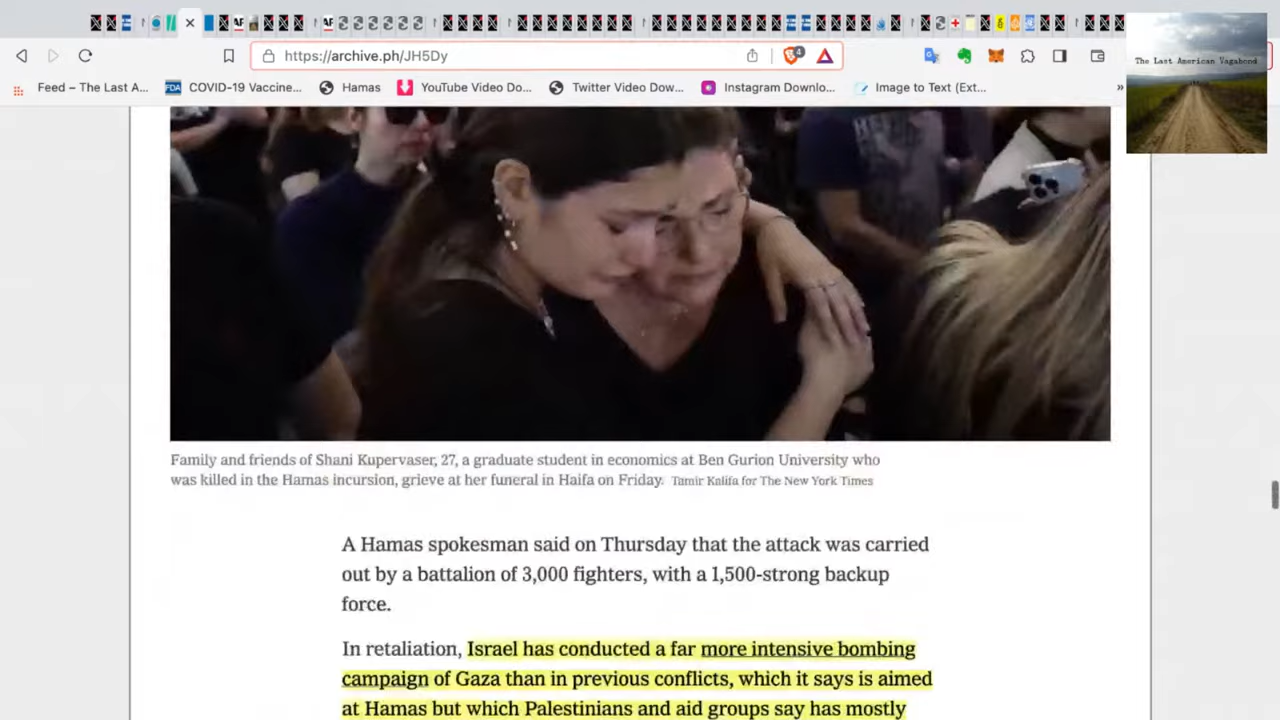 https://archive.ph/JH5Dy
4
The Last American Vagabond
Feed – The Last A...
FDA COVID-19 Vaccine...
Hamas
YouTube Video Do...
Twitter Video Dow...
Instagram Downlo...
Image to Text (Ext...
»
Family and friends of Shani Kupervaser, 27, a graduate student in economics at Ben Gurion University who
was killed in the Hamas incursion, grieve at her funeral in Haifa on Friday. Tamir Kalifa for The New York Times
A Hamas spokesman said on Thursday that the attack was carried
out by a battalion of 3,000 fighters, with a 1,500-strong backup
force.
In retaliation, Israel has conducted a far more intensive bombing
campaign of Gaza than in previous conflicts, which it says is aimed
at Hamas but which Palestinians and aid groups say has mostly